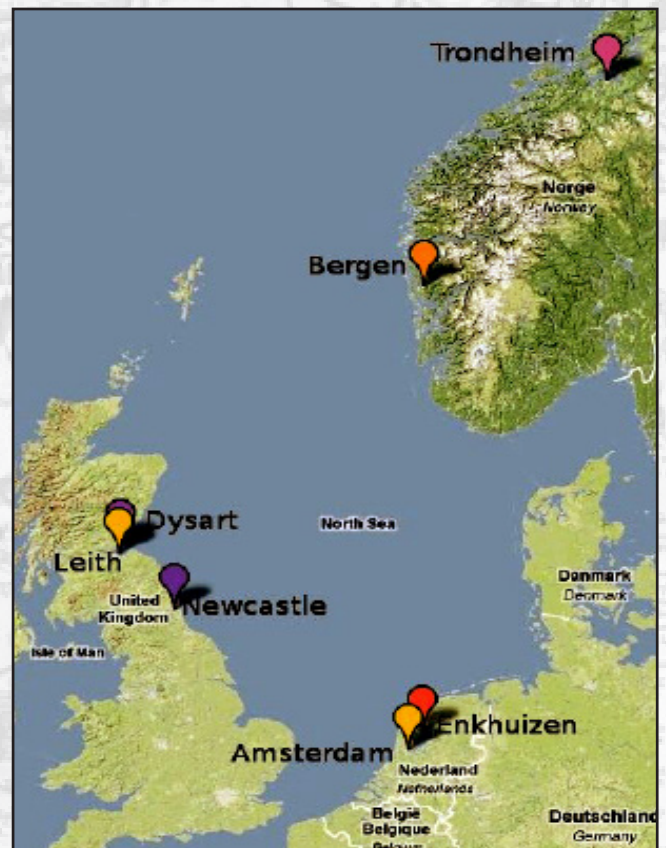 Trondheim
Norge
Norway
Bergen
Dysart
North Sea
Leith
Danmark
Denmark
United
Kingdom
Newcastle
Isle of Man
Enkhuizen
Amsterdam
Nederland
Netherlands
België
Belgique
Deutschland
Germany